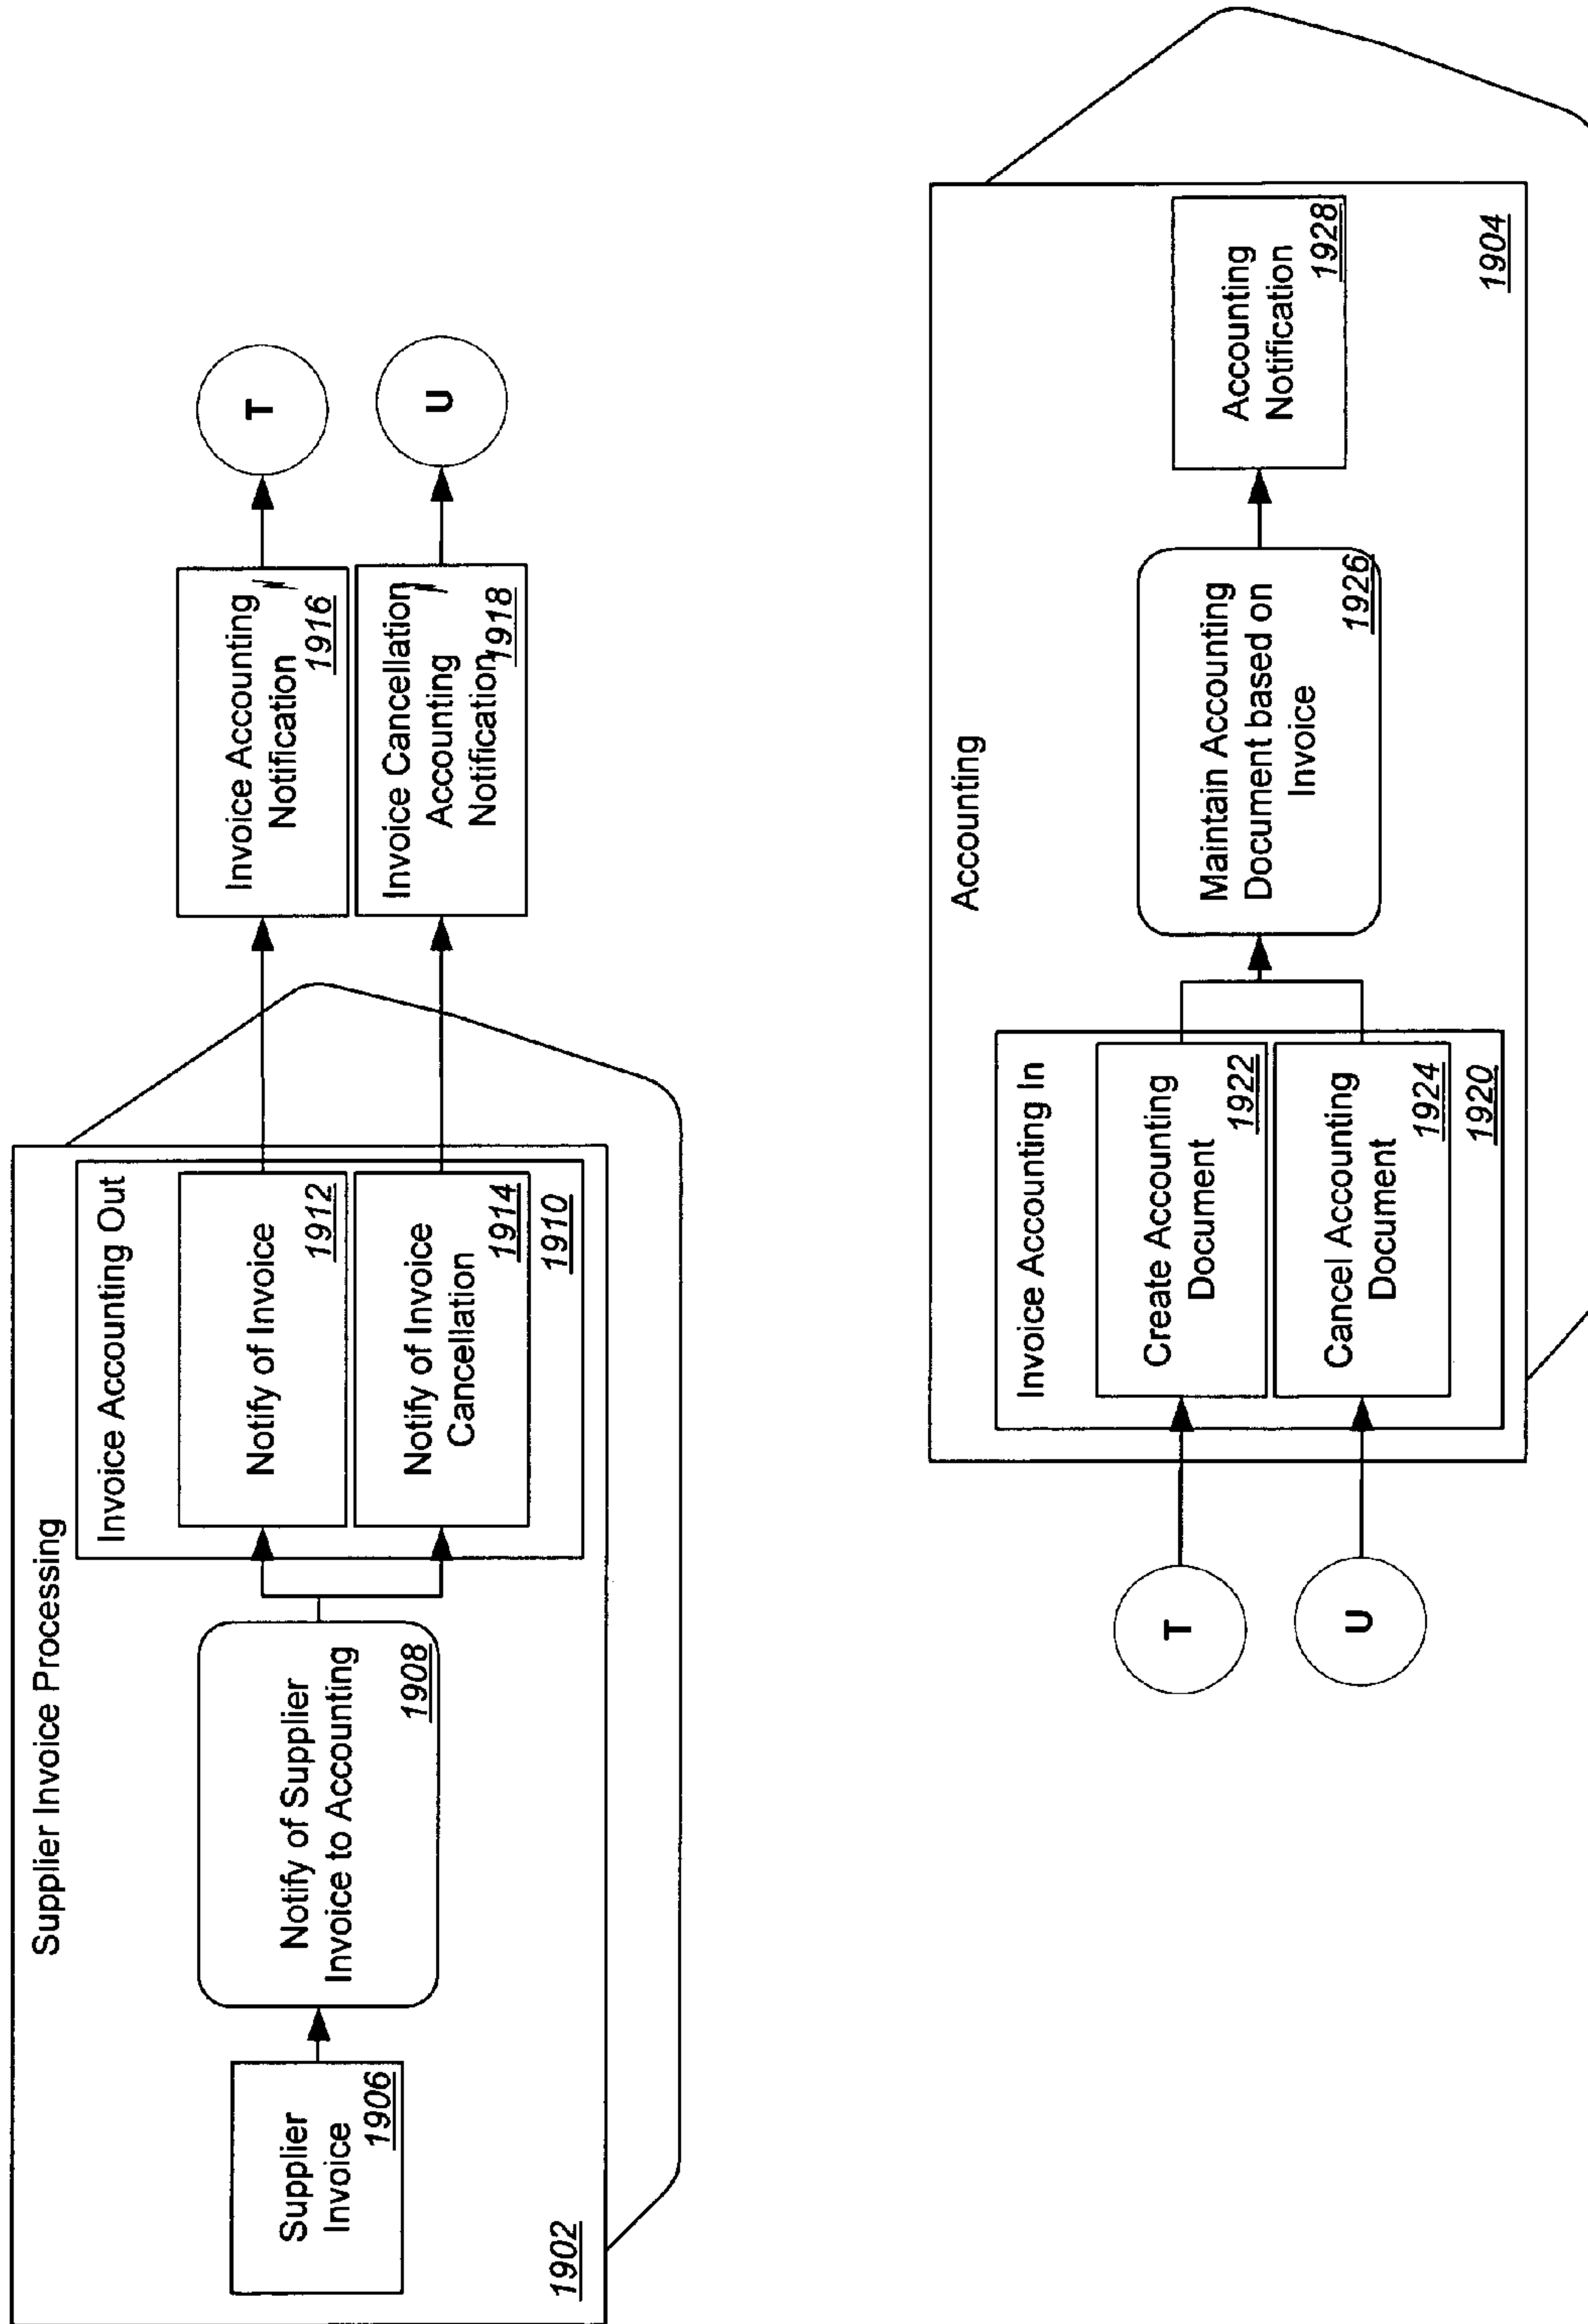 Supplier Invoice Processing
Supplier
Invoice
1906
1902
Notify of Supplier
Invoice to Accounting
1908
Invoice Accounting Out
Notify of Invoice
1912
Notify of Invoice
Cancellation
1914
1910
Invoice Accounting
Notification
1916
Invoice Cancellation
Accounting
Notification
1918
T
U
Accounting
T
U
Invoice Accounting In
Create Accounting
Document
1922
Cancel Accounting
Document
1924
1920
Maintain Accounting
Document based on
Invoice
1926
Accounting
Notification
1928
1904